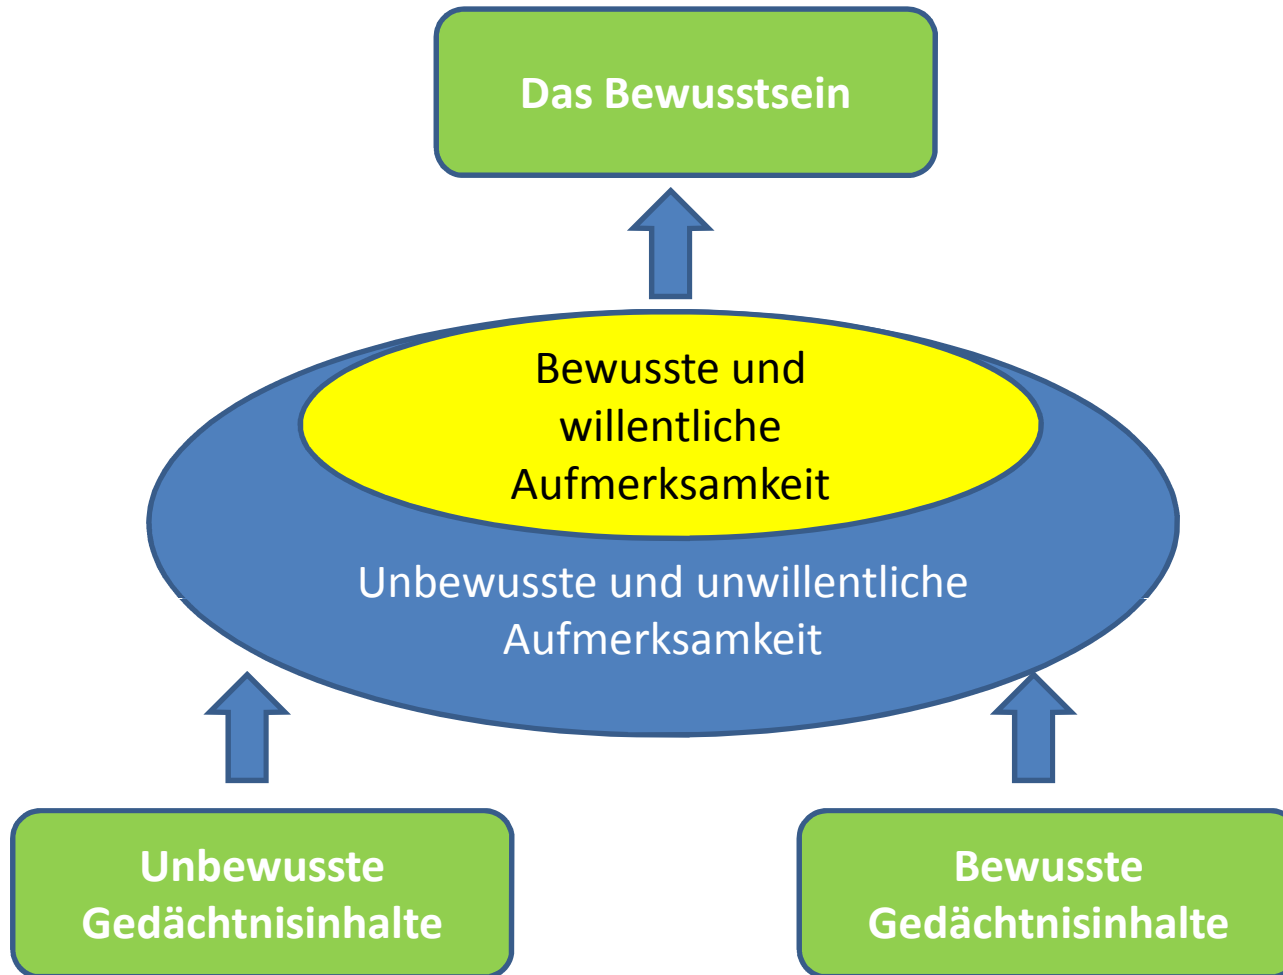 Das Bewusstsein
Bewusste und
willentliche
Aufmerksamkeit
Unbewusste und unwillentliche
Aufmerksamkeit
Unbewusste
Gedächtnisinhalte
Bewusste
Gedächtnisinhalte